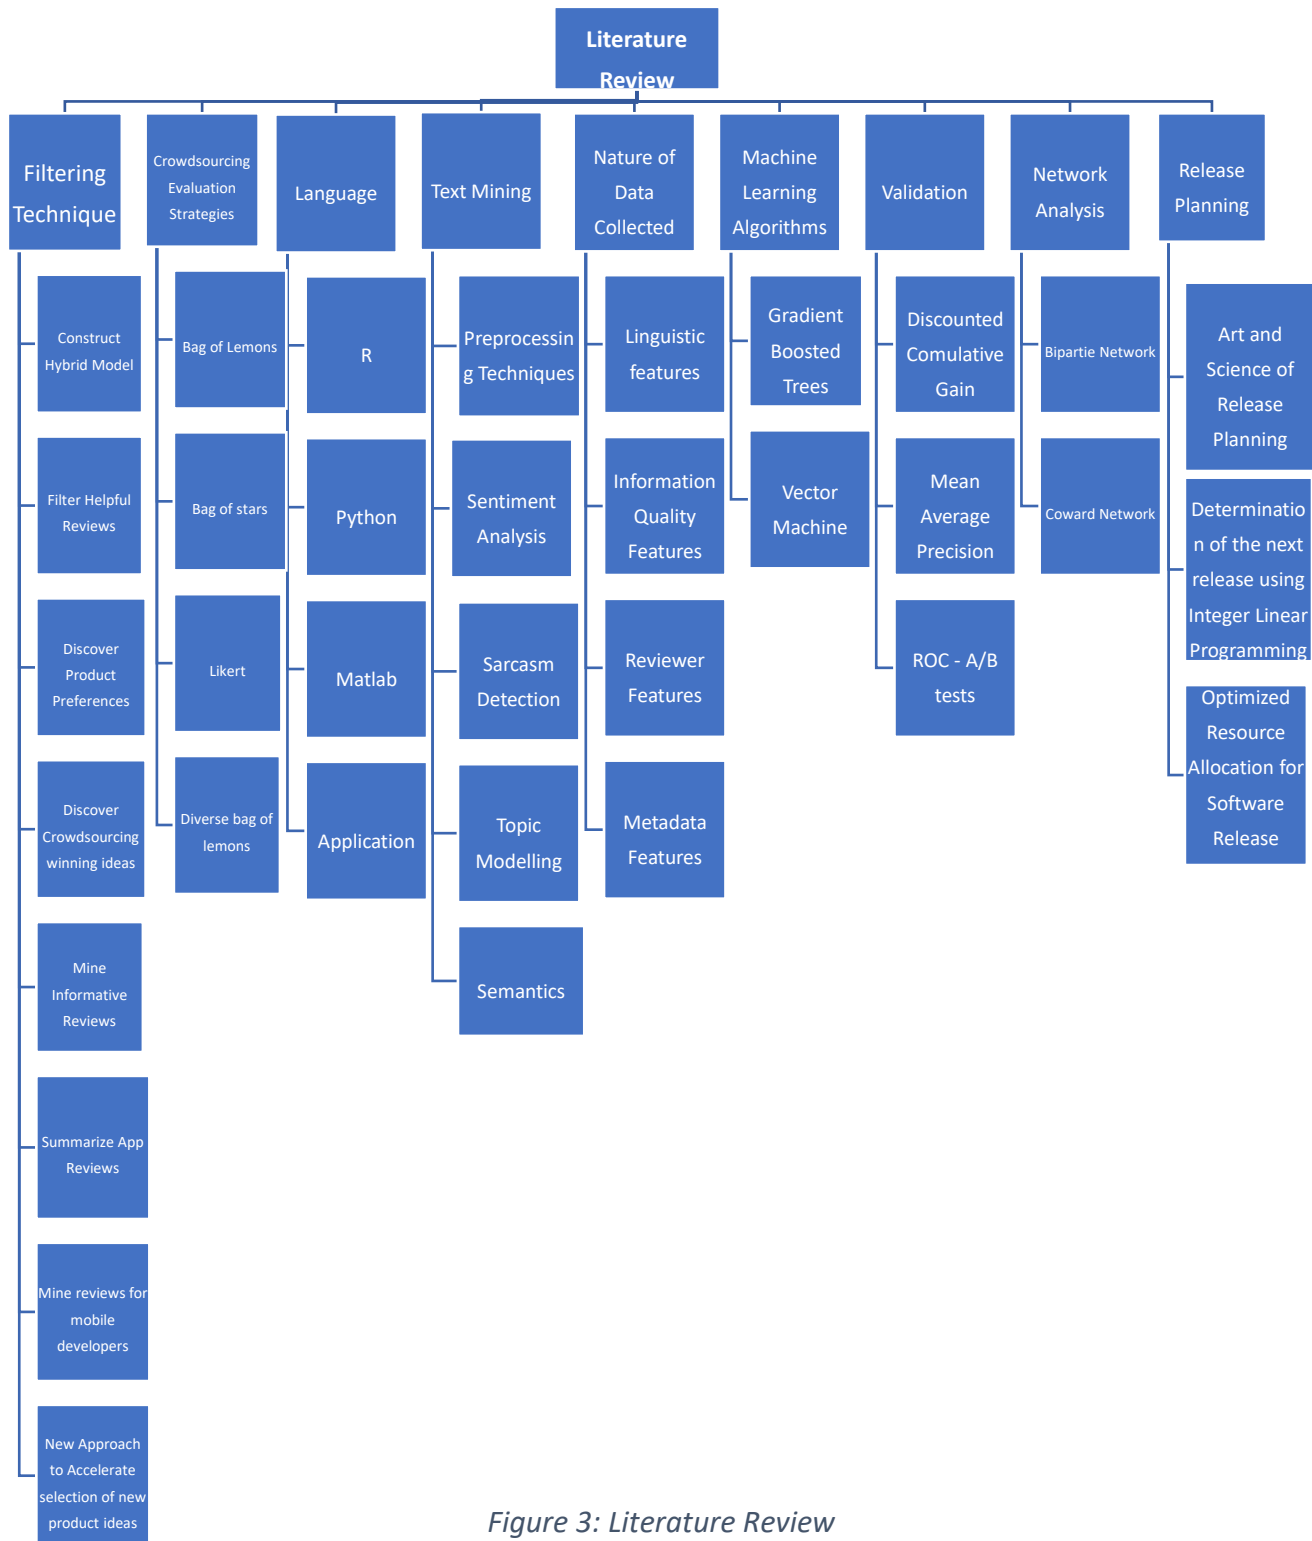 Literature
Review
Filtering
Technique
Construct
Hybrid Model
Filter Helpful
Reviews
Discover
Product
Preferences
Discover
Crowdsourcing
winning ideas
Mine
Informative
Reviews
Summarize App
Reviews
Mine reviews for
mobile
developers
New Approach
to Accelerate
selection of new
product ideas
Crowdsourcing
Evaluation
Strategies
Bag of Lemons
Bag of stars
Likert
Diverse bag of
lemons
Language
R
Python
Matlab
Application
Text Mining
Preprocessin
g Techniques
Sentiment
Analysis
Sarcasm
Detection
Topic
Modelling
Semantics
Nature of
Data
Collected
Linguistic
features
Information
Quality
Features
Reviewer
Features
Metadata
Features
Machine
Learning
Algorithms
Gradient
Boosted
Trees
Vector
Machine
Validation
Discounted
Comulative
Gain
Mean
Average
Precision
ROC - A/B
tests
Network
Analysis
Bipartie Network
Coward Network
Release
Planning
Art and
Science of
Release
Planning
Determinatio
n of the next
release using
Integer Linear
Programming
Optimized
Resource
Allocation for
Software
Release
Figure 3: Literature Review